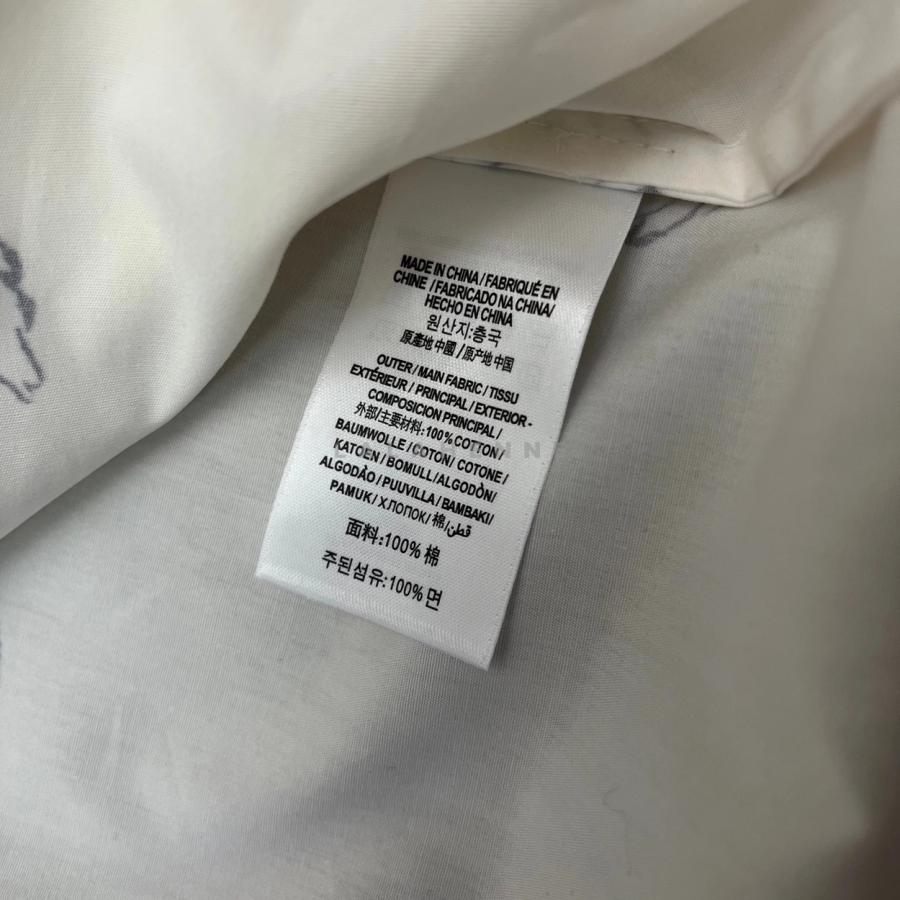 MADE IN CHINA / FABRIQUÉ EN
CHINE / FABRICADO NA CHINA/
HECHO EN CHINA
원산지:층국
原產地 中國 / 原产地 中国
OUTER / MAIN FABRIC / TISSU
EXTÉRIEUR / PRINCIPAL / EXTERIOR-
COMPOSICION PRINCIPAL /
外部/主要材料: 100% COTTON /
BAUMWOLLE / COTON / COTONE /
KATOEN / BOMULL / ALGODÒN/
ALGODÃO / PUUVILLA / BAMBAKI/
PAMUK / ХЛОПОК / 棉/قطن
面料:100% 棉
주된섬유:100% 면